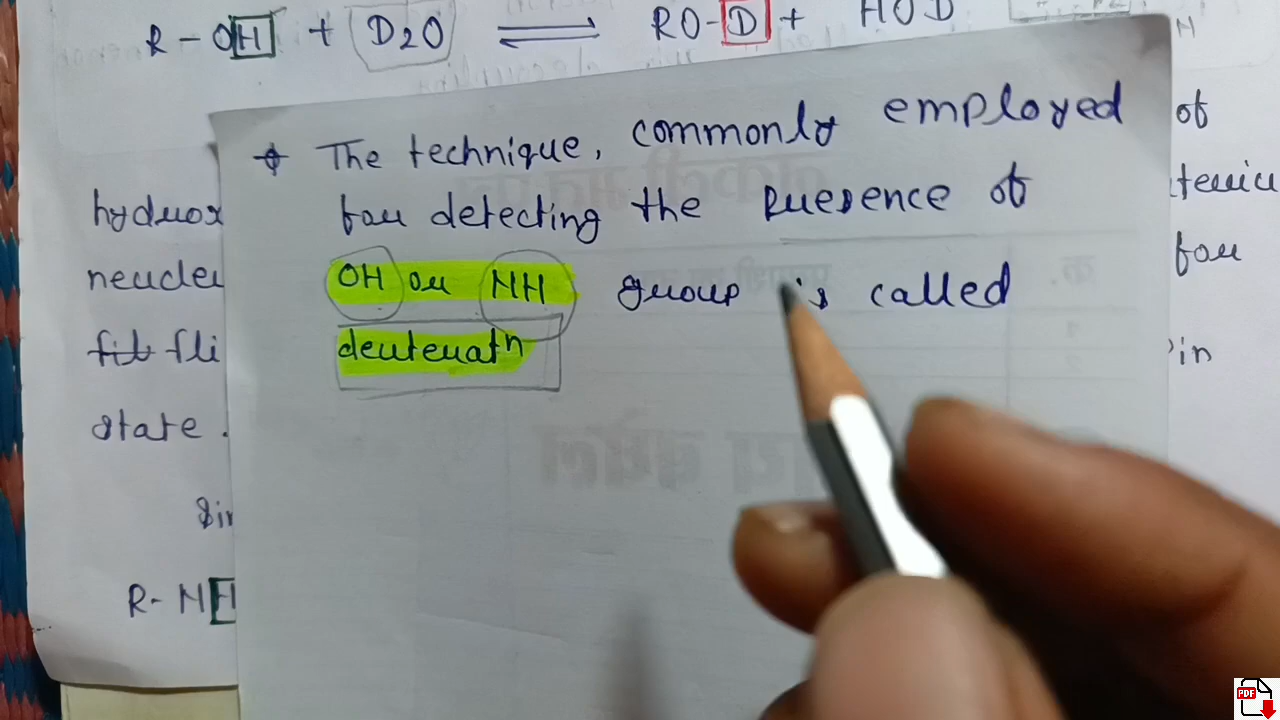 R - OH + D2O ⇌ RO-D + HOD
The technique, commonly employed of
hydrox for detecting the presence of
neucle OH or NH group is called for
deuteratn
fli in
state .
R- NH
PDF